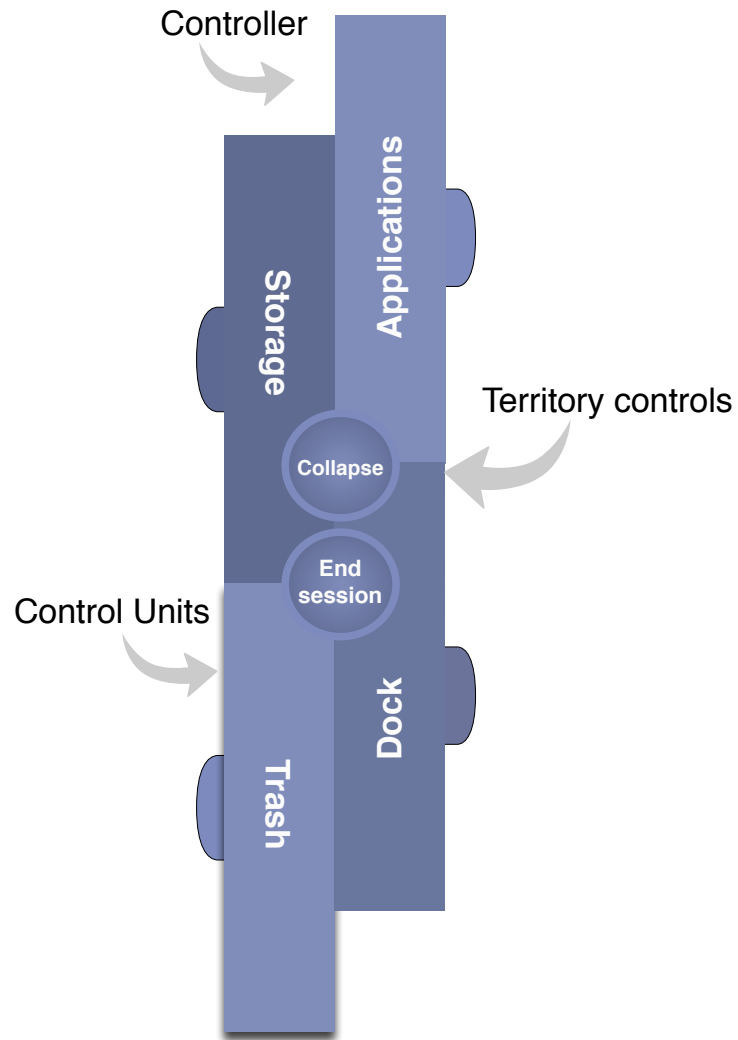 Controller
Applications
Storage
Territory controls
Collapse
End
session
Control Units
Dock
Trash